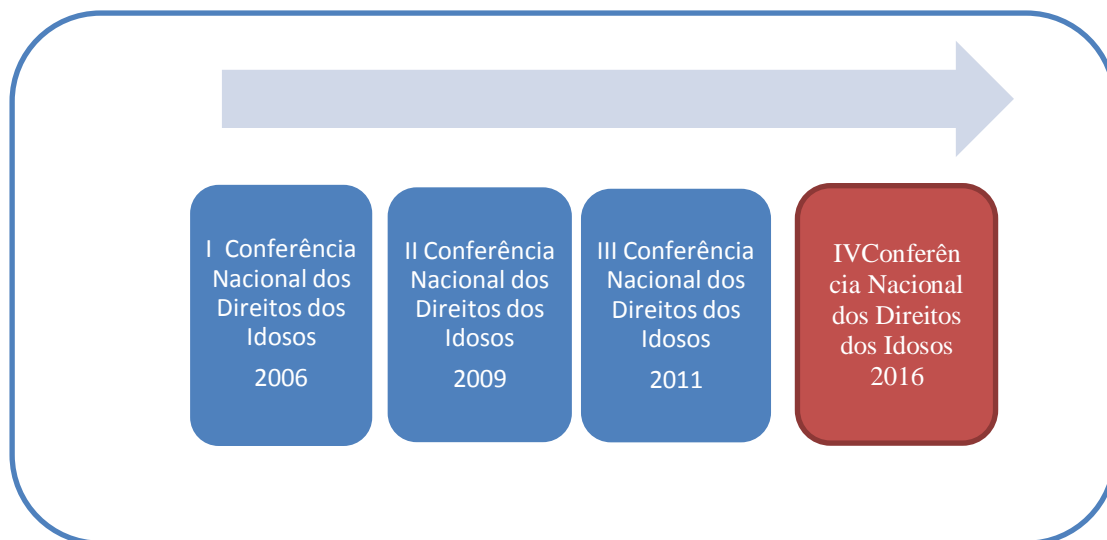 I Conferência
Nacional dos
Direitos dos
Idosos
2006
II Conferência
Nacional dos
Direitos dos
Idosos
2009
III Conferência
Nacional dos
Direitos dos
Idosos
2011
IVConferên
cia Nacional
dos Direitos
dos Idosos
2016